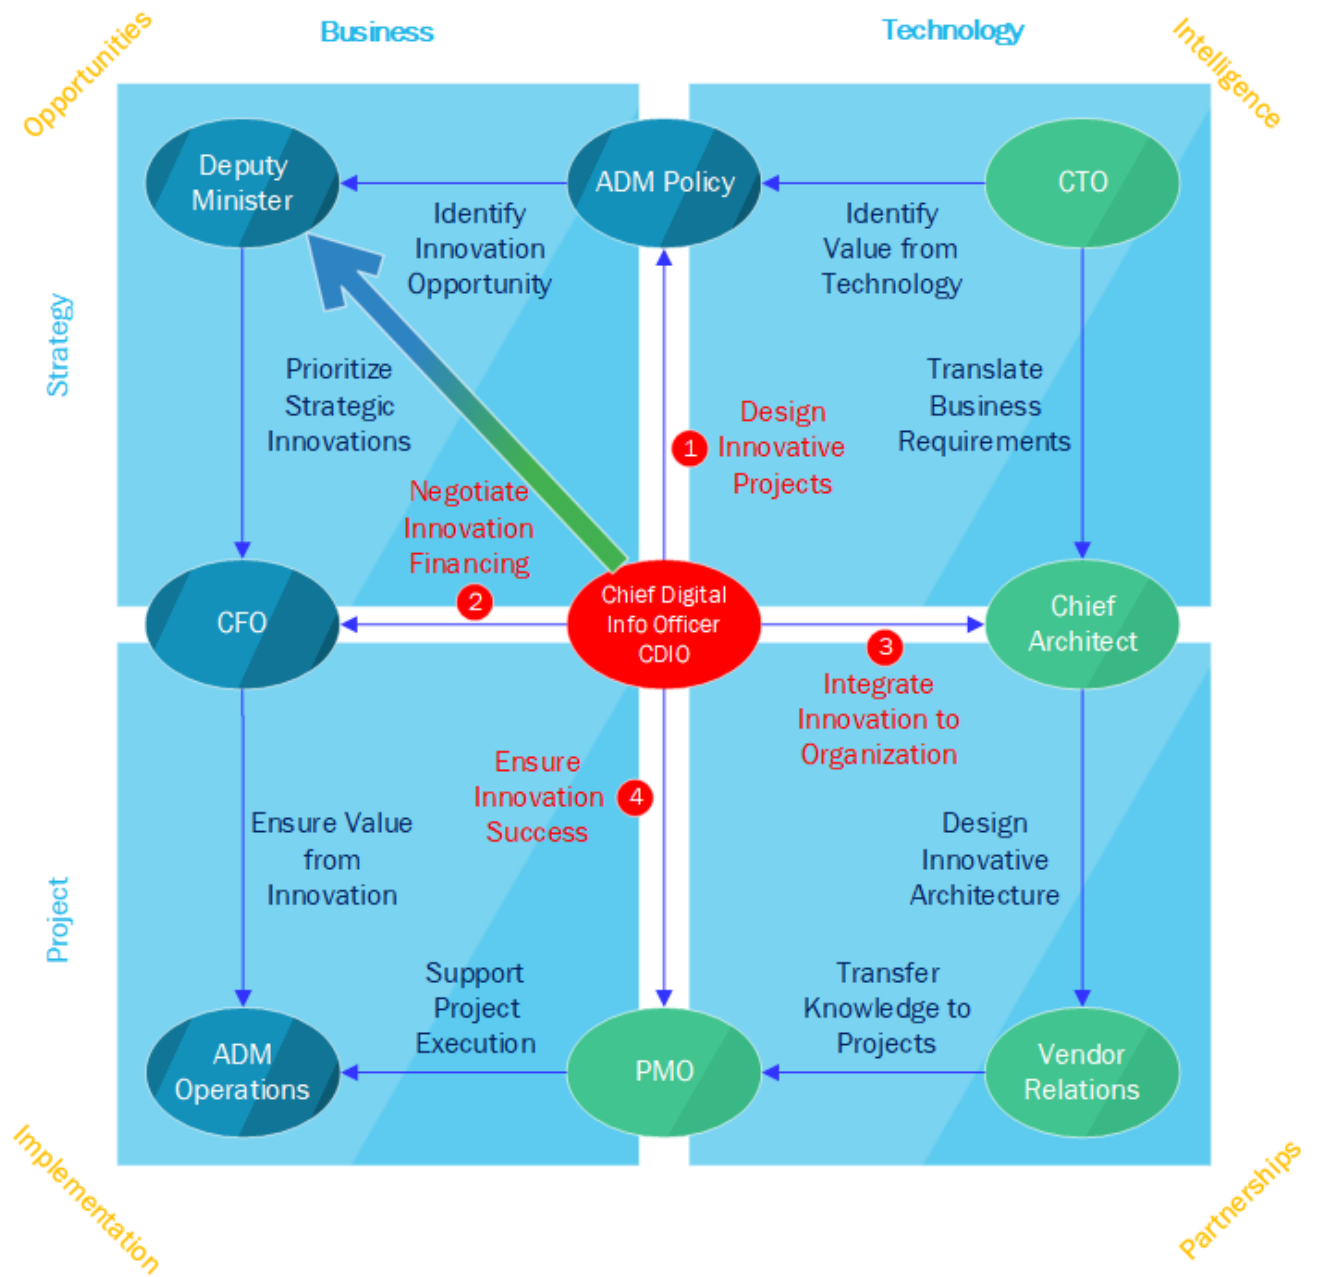 Business
Technology
Opportunities
Intelligence
Strategy
Project
Implementation
Partnerships
Deputy
Minister
ADM Policy
CTO
Identify
Innovation
Opportunity
Identify
Value from
Technology
Prioritize
Strategic
Innovations
Translate
Business
Requirements
1
Design
Innovative
Projects
Negotiate
Innovation
Financing
2
CFO
Chief Digital
Info Officer
CDIO
Chief
Architect
3
Integrate
Innovation to
Organization
Ensure
Innovation
Success
4
Ensure Value
from
Innovation
Design
Innovative
Architecture
Support
Project
Execution
Transfer
Knowledge to
Projects
ADM
Operations
PMO
Vendor
Relations